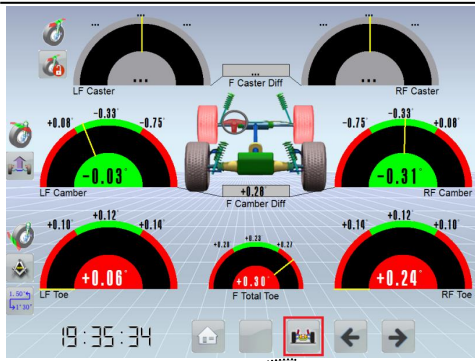 ... ...
... ...
LF Caster ... RF Caster
F Caster Diff
-0.33° -0.33°
+0.08° -0.75° -0.75° +0.08°
-0.03° -0.31°
LF Camber +0.28° RF Camber
F Camber Diff
+0.12° +0.12°
+0.10° +0.14° +0.23 +0.14° +0.10°
+0.20 +0.27
+0.06° +0.30° +0.24°
LF Toe F Total Toe RF Toe
1.50°
1°30'
19:35:34